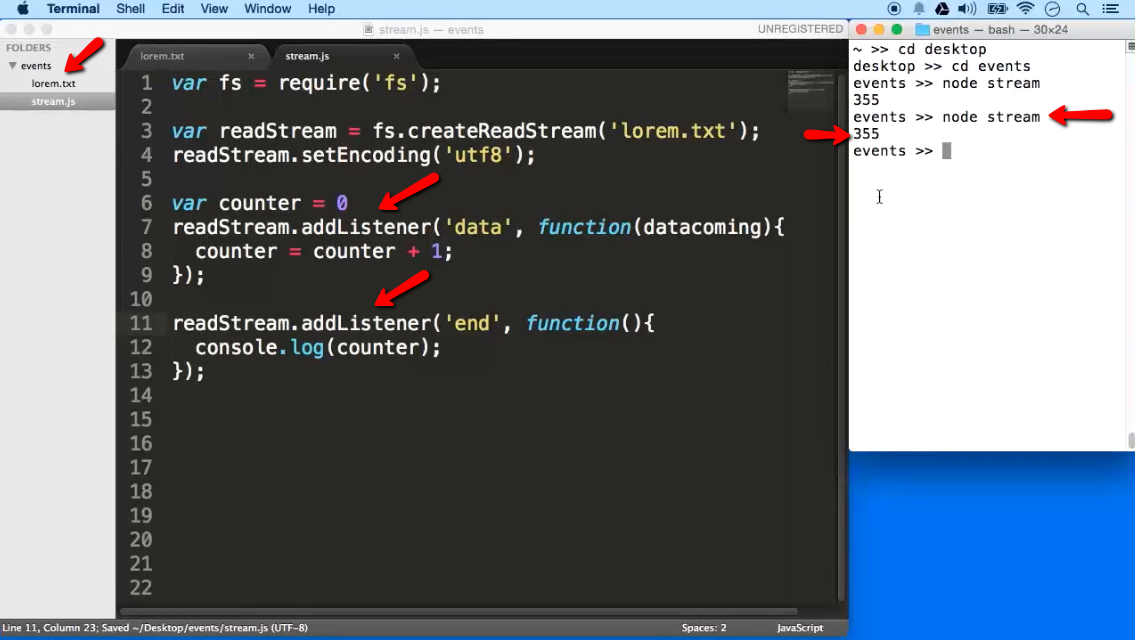 Terminal Shell Edit View Window Help
stream.js — events UNREGISTERED
FOLDERS
events
lorem.txt
stream.js
lorem.txt × stream.js ×
1 var fs = require('fs');
2
3 var readStream = fs.createReadStream('lorem.txt');
4 readStream.setEncoding('utf8');
5
6 var counter = 0
7 readStream.addListener('data', function(datacoming){
8 counter = counter + 1;
9 });
10
11 readStream.addListener('end', function(){
12 console.log(counter);
13 });
14
15
16
17
18
19
20
21
22
Line 11, Column 23; Saved ~/Desktop/events/stream.js (UTF-8) Spaces: 2 JavaScript
events — bash — 30×24
~ >> cd desktop
desktop >> cd events
events >> node stream
355
events >> node stream
355
events >>